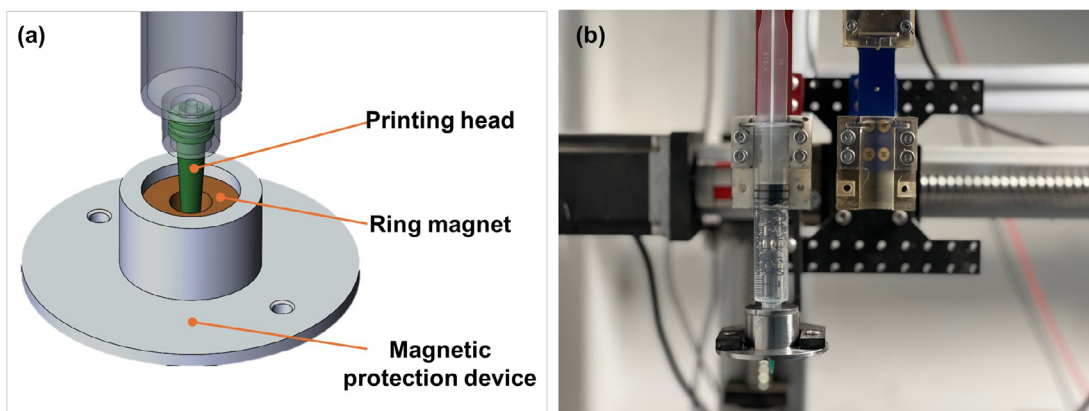 (a)
Printing head
Ring magnet
Magnetic
protection device
(b)